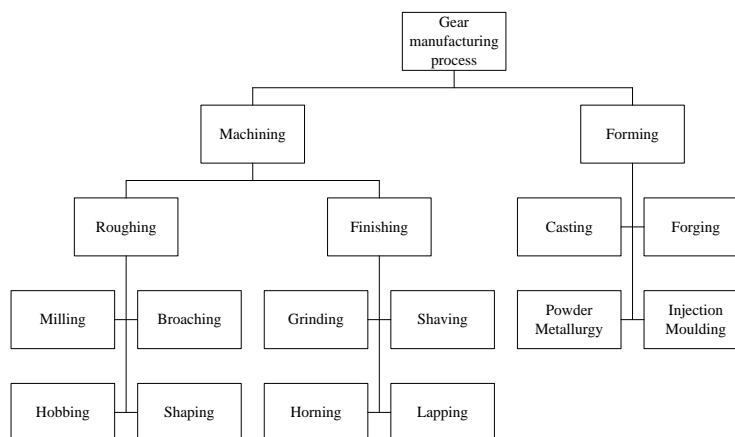 Gear
manufacturing
process
Machining
Forming
Roughing
Finishing
Casting
Forging
Milling
Broaching
Grinding
Shaving
Powder
Metallurgy
Injection
Moulding
Hobbing
Shaping
Horning
Lapping